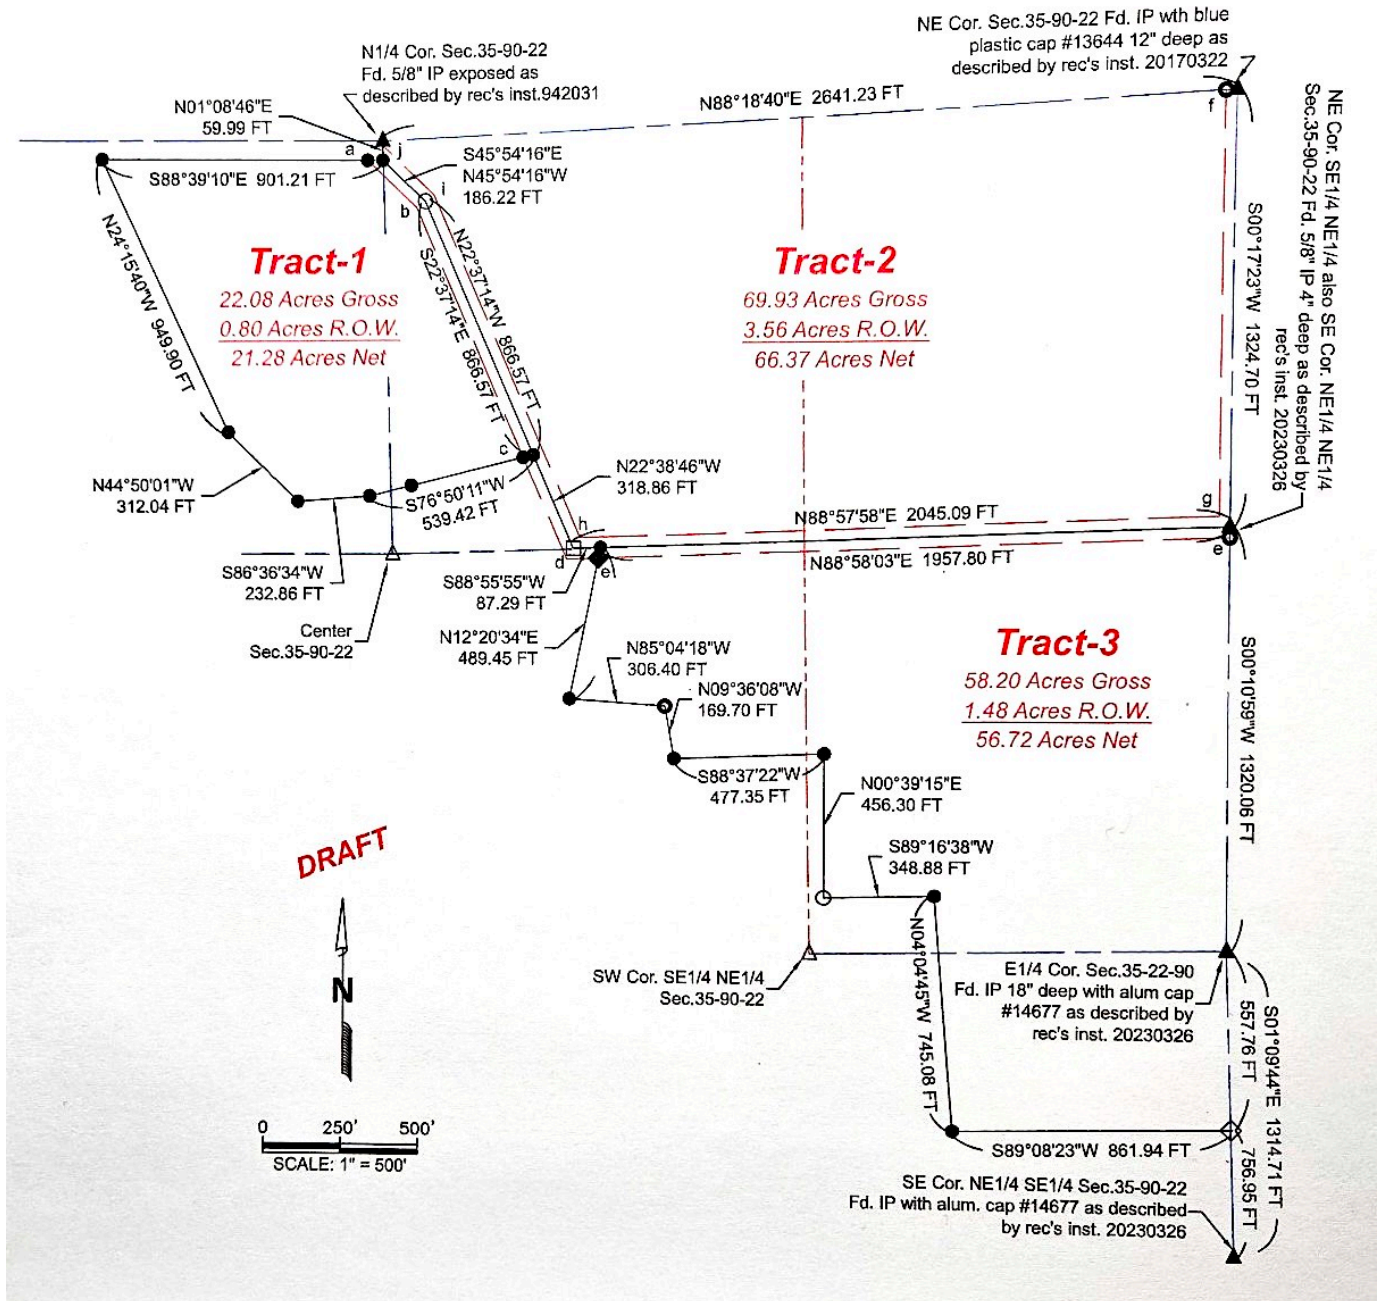 NE Cor. Sec.35-90-22 Fd. IP wth blue
plastic cap #13644 12" deep as
described by rec's inst. 20170322
N1/4 Cor. Sec.35-90-22
Fd. 5/8" IP exposed as
described by rec's inst.942031
N01°08'46"E
59.99 FT
N88°18'40"E 2641.23 FT
f
NE Cor. SE1/4 NE1/4 also SE Cor. NE1/4 NE1/4
Sec.35-90-22 Fd. 5/8" IP 4" deep as described by
rec's inst. 20230326
a
j
S88°39'10"E 901.21 FT
S45°54'16"E
N45°54'16"W
186.22 FT
i
b
N24°15'40"W 949.90 FT
N22°37'14"W 866.57 FT
S22°37'14"E 866.57 FT
S00°17'23"W 1324.70 FT
Tract-1
22.08 Acres Gross
0.80 Acres R.O.W.
21.28 Acres Net
Tract-2
69.93 Acres Gross
3.56 Acres R.O.W.
66.37 Acres Net
c
N44°50'01"W
312.04 FT
S76°50'11"W
539.42 FT
N22°38'46"W
318.86 FT
g
h
N88°57'58"E 2045.09 FT
d
e
e
N88°58'03"E 1957.80 FT
S86°36'34"W
232.86 FT
S88°55'55"W
87.29 FT
Center
Sec.35-90-22
N12°20'34"E
489.45 FT
N85°04'18"W
306.40 FT
N09°36'08"W
169.70 FT
Tract-3
58.20 Acres Gross
1.48 Acres R.O.W.
56.72 Acres Net
S00°10'59"W 1320.06 FT
S88°37'22"W
477.35 FT
N00°39'15"E
456.30 FT
S89°16'38"W
348.88 FT
DRAFT
N
N04°04'45"W 745.08 FT
SW Cor. SE1/4 NE1/4
Sec.35-90-22
E1/4 Cor. Sec.35-22-90
Fd. IP 18" deep with alum cap
#14677 as described by
rec's inst. 20230326
557.76 FT
S01°09'44"E 1314.71 FT
756.95 FT
0 250' 500'
SCALE: 1" = 500'
S89°08'23"W 861.94 FT
SE Cor. NE1/4 SE1/4 Sec.35-90-22
Fd. IP with alum. cap #14677 as described
by rec's inst. 20230326